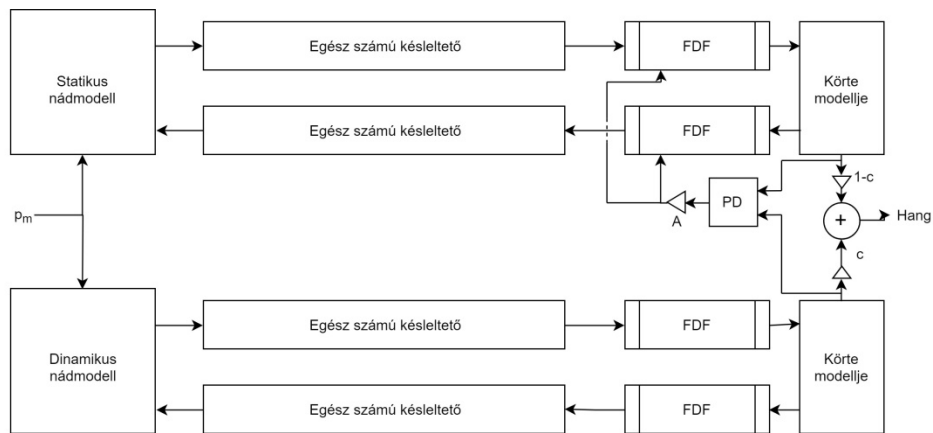 Egész számú késleltető
FDF
Statikus
nádmodell
Körte
modellje
Egész számú késleltető
FDF
1-c
PD
A
pm
+
Hang
c
Egész számú késleltető
FDF
Dinamikus
nádmodell
Körte
modellje
Egész számú késleltető
FDF